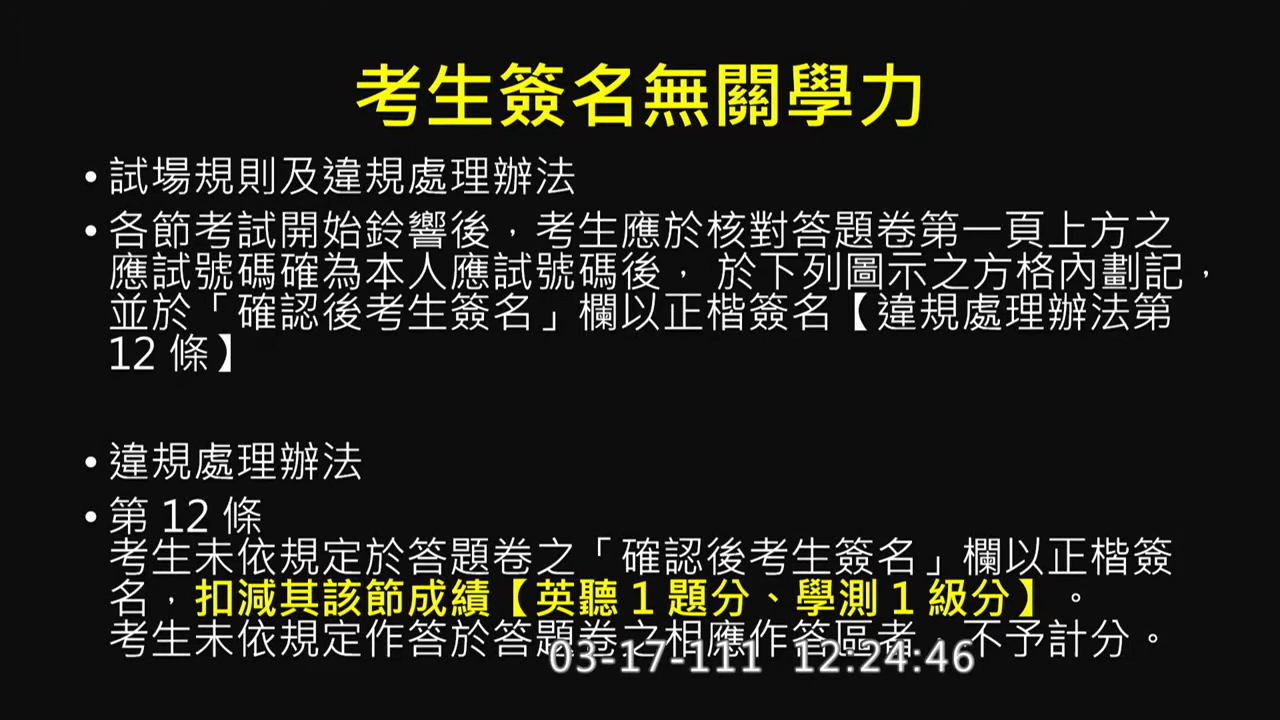 考生簽名無關學力
• 試場規則及違規處理辦法
• 各節考試開始鈴響後，考生應於核對答題卷第一頁上方之
應試號碼確為本人應試號碼後， 於下列圖示之方格內劃記，
並於「確認後考生簽名」欄以正楷簽名【違規處理辦法第
12 條】
• 違規處理辦法
• 第 12 條
考生未依規定於答題卷之「確認後考生簽名」欄以正楷簽
名，扣減其該節成績【英聽 1 題分、學測 1 級分】。
考生未依規定作答於答題卷之相應作答區者，不予計分。
03-17-111 12:24:46